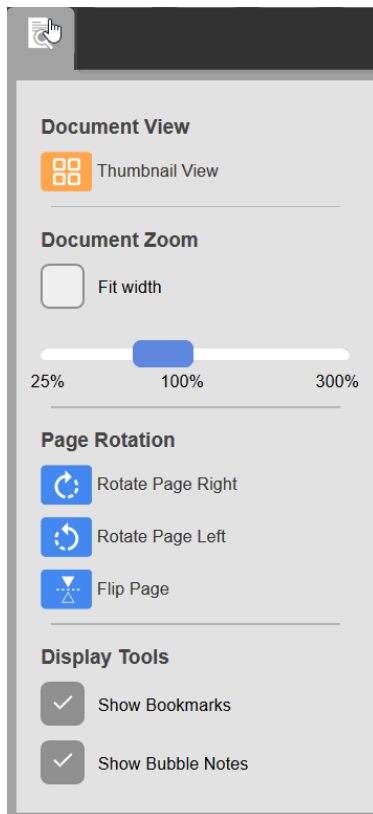 Document View
Thumbnail View
Document Zoom
Fit width
25% 100% 300%
Page Rotation
Rotate Page Right
Rotate Page Left
Flip Page
Display Tools
Show Bookmarks
Show Bubble Notes